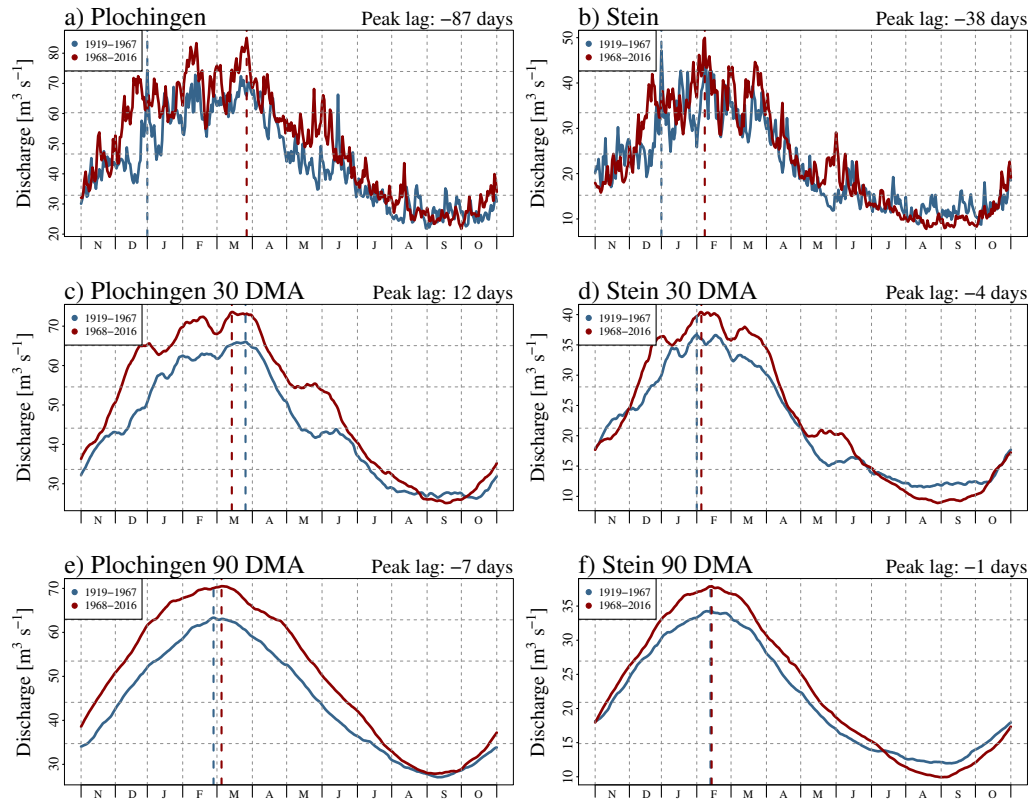 a) Plochingen Peak lag: −87 days
1919−1967
1968−2016
Discharge [m³ s⁻¹]
20 30 40 50 60 70 80
N D J F M A M J J A S O
b) Stein Peak lag: −38 days
1919−1967
1968−2016
Discharge [m³ s⁻¹]
10 20 30 40 50
N D J F M A M J J A S O
c) Plochingen 30 DMA Peak lag: 12 days
1919−1967
1968−2016
Discharge [m³ s⁻¹]
30 40 50 60 70
N D J F M A M J J A S O
d) Stein 30 DMA Peak lag: −4 days
1919−1967
1968−2016
Discharge [m³ s⁻¹]
10 15 20 25 30 35 40
N D J F M A M J J A S O
e) Plochingen 90 DMA Peak lag: −7 days
1919−1967
1968−2016
Discharge [m³ s⁻¹]
30 40 50 60 70
N D J F M A M J J A S O
f) Stein 90 DMA Peak lag: −1 days
1919−1967
1968−2016
Discharge [m³ s⁻¹]
10 15 20 25 30 35
N D J F M A M J J A S O